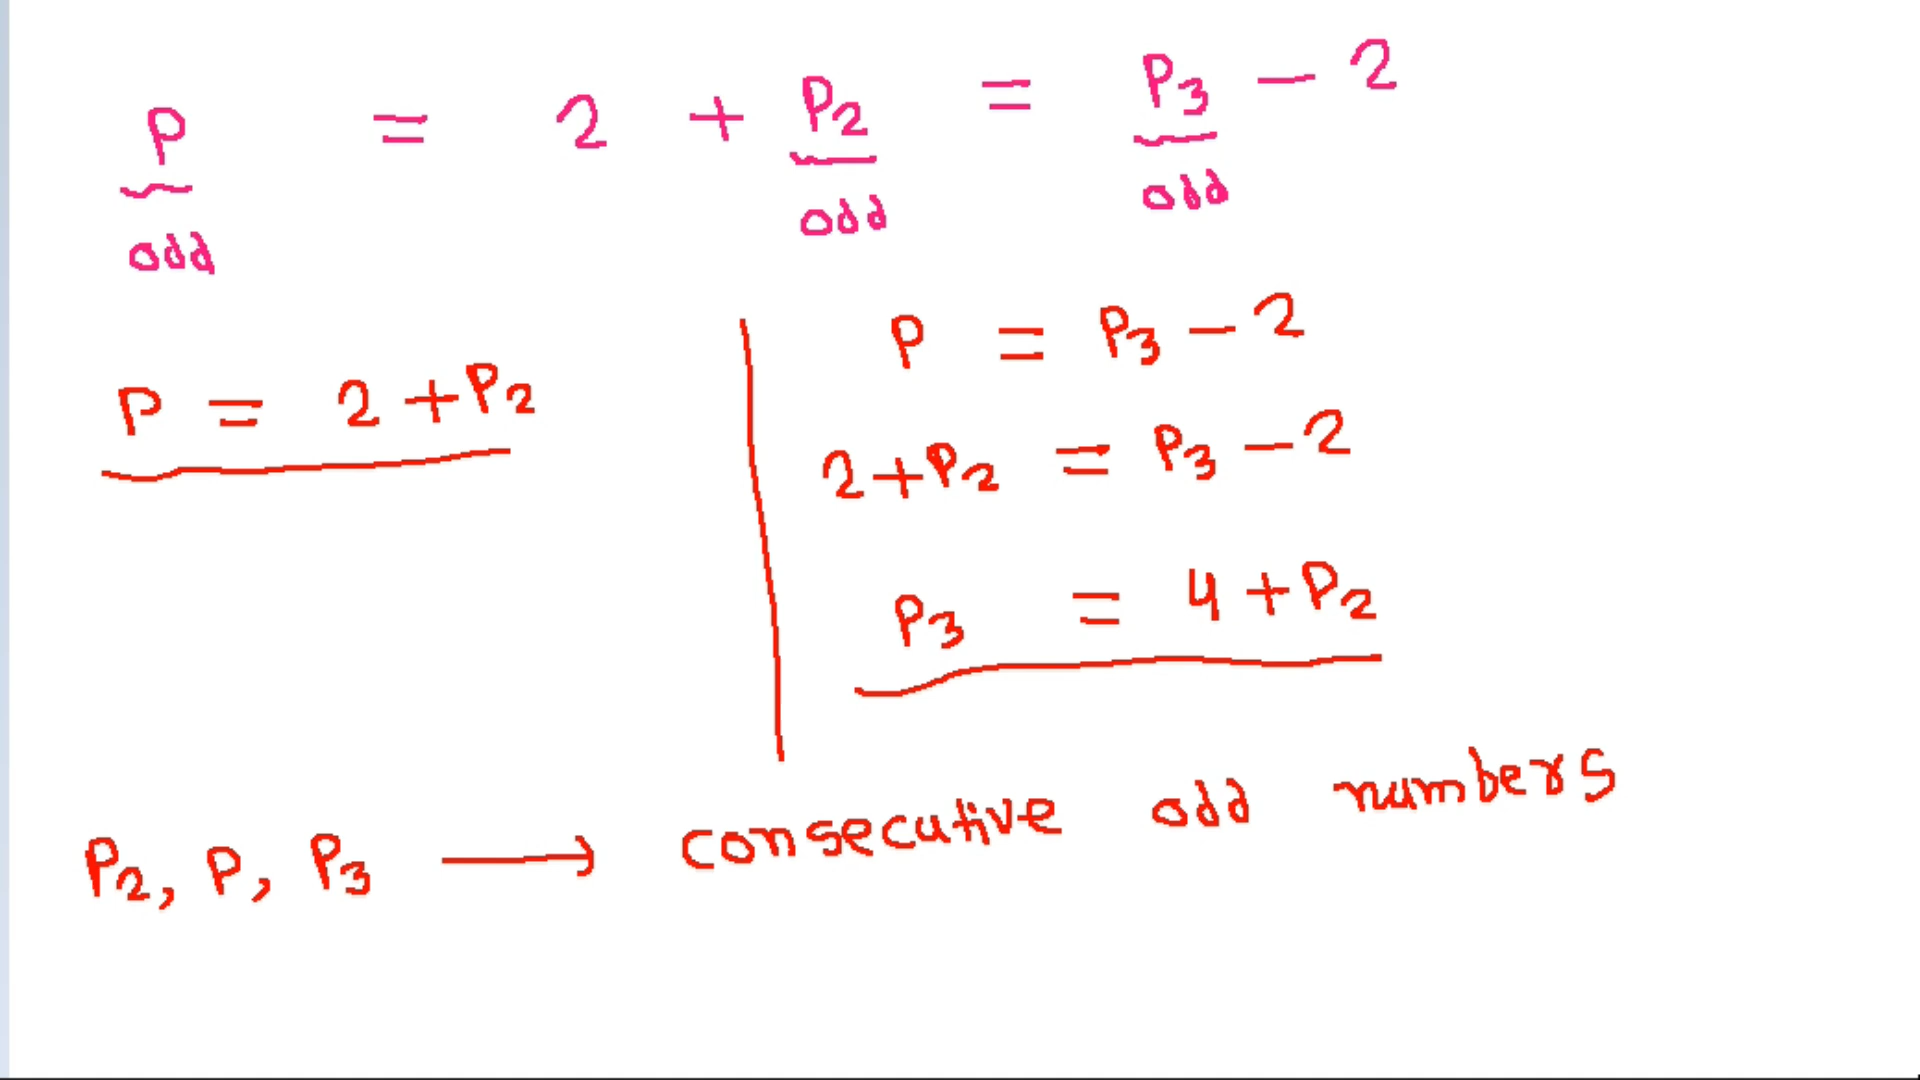 P = 2 + P₂ = P₃ - 2
odd odd odd
P = 2 + P₂
P = P₃ - 2
2 + P₂ = P₃ - 2
P₃ = 4 + P₂
P₂, P, P₃ → consecutive odd numbers